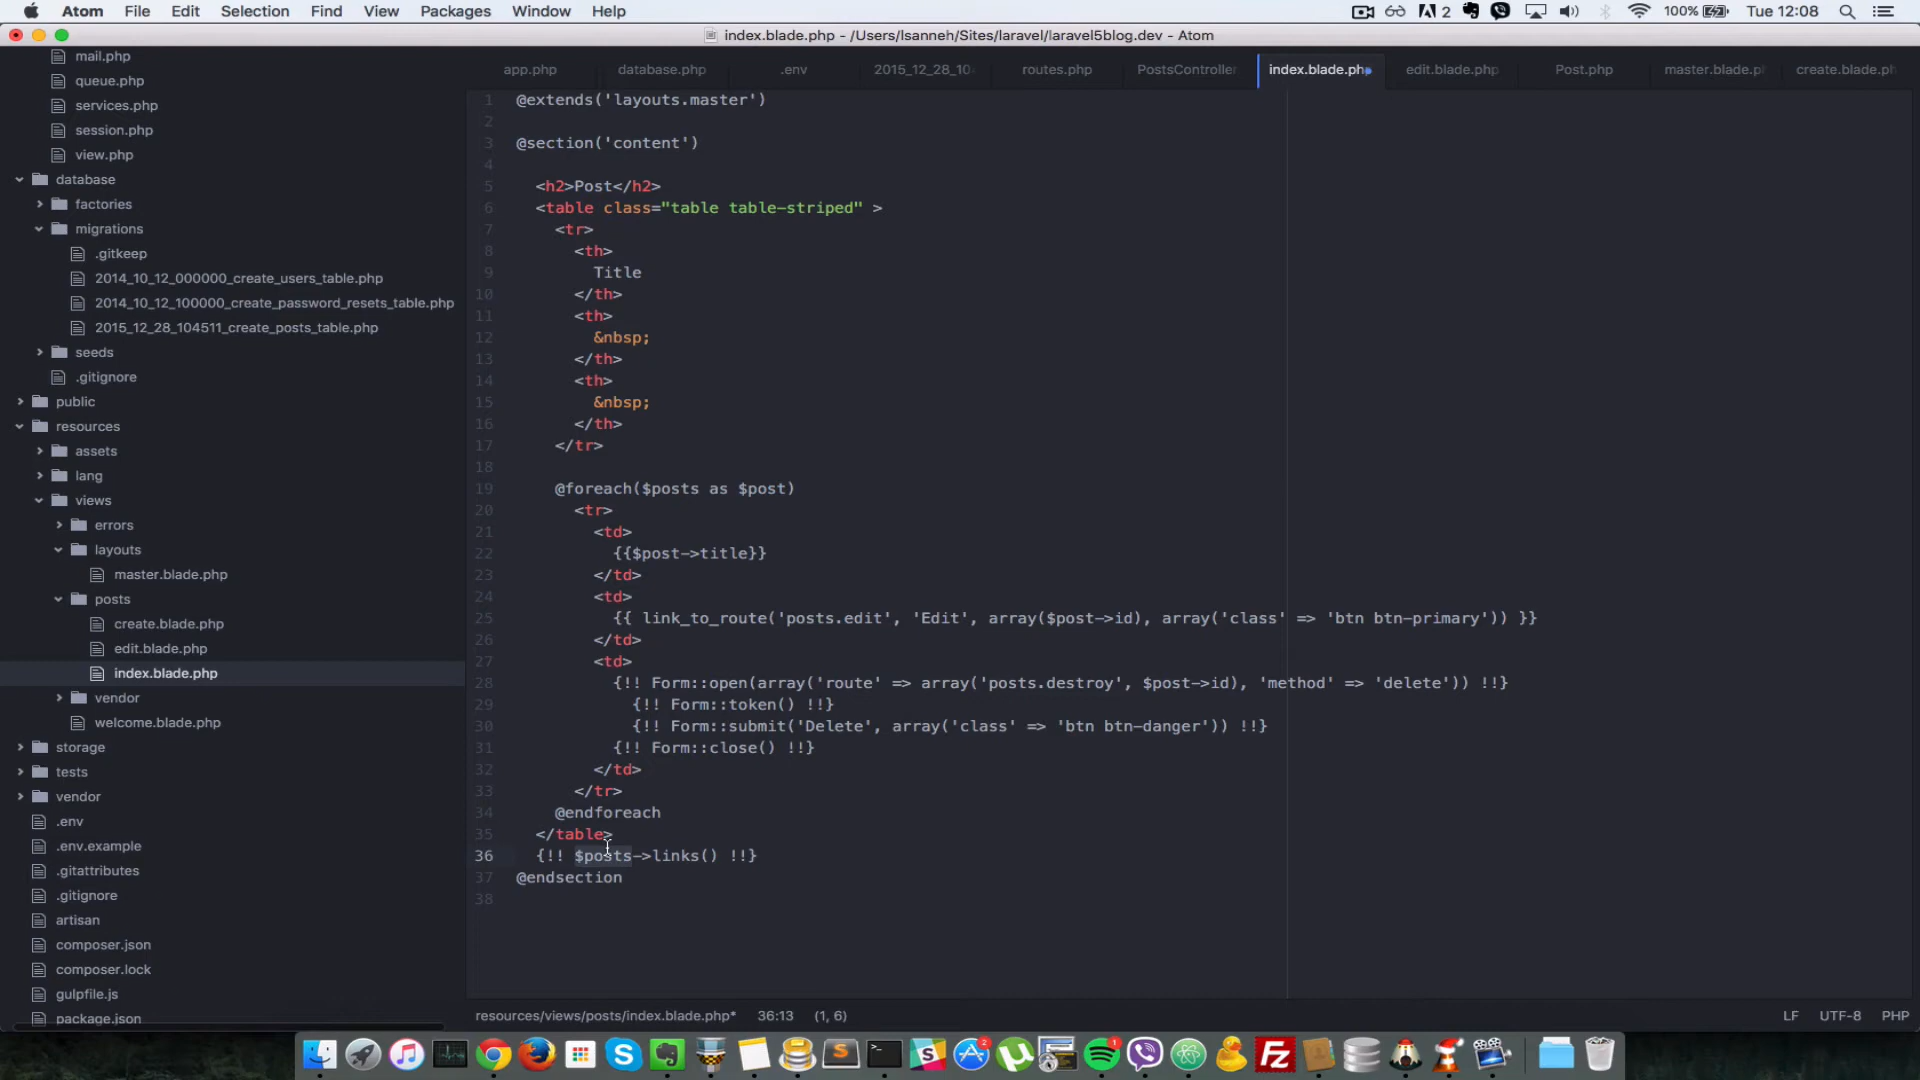 Atom File Edit Selection Find View Packages Window Help 2 100% Tue 12:08
index.blade.php - /Users/lsanneh/Sites/laravel/laravel5blog.dev - Atom
app.php database.php .env 2015_12_28_10 routes.php PostsController index.blade.php edit.blade.php Post.php master.blade.p create.blade.ph
mail.php
queue.php
services.php
session.php
view.php
database
factories
migrations
.gitkeep
2014_10_12_000000_create_users_table.php
2014_10_12_100000_create_password_resets_table.php
2015_12_28_104511_create_posts_table.php
seeds
.gitignore
public
resources
assets
lang
views
errors
layouts
master.blade.php
posts
create.blade.php
edit.blade.php
index.blade.php
vendor
welcome.blade.php
storage
tests
vendor
.env
.env.example
.gitattributes
.gitignore
artisan
composer.json
composer.lock
gulpfile.js
package.json
1 @extends('layouts.master')
2
3 @section('content')
4
5 <h2>Post</h2>
6 <table class="table table-striped" >
7 <tr>
8 <th>
9 Title
10 </th>
11 <th>
12 &nbsp;
13 </th>
14 <th>
15 &nbsp;
16 </th>
17 </tr>
18
19 @foreach($posts as $post)
20 <tr>
21 <td>
22 {{$post->title}}
23 </td>
24 <td>
25 {{ link_to_route('posts.edit', 'Edit', array($post->id), array('class' => 'btn btn-primary')) }}
26 </td>
27 <td>
28 {!! Form::open(array('route' => array('posts.destroy', $post->id), 'method' => 'delete')) !!}
29 {!! Form::token() !!}
30 {!! Form::submit('Delete', array('class' => 'btn btn-danger')) !!}
31 {!! Form::close() !!}
32 </td>
33 </tr>
34 @endforeach
35 </table>
36 {!! $posts->links() !!}
37 @endsection
38
resources/views/posts/index.blade.php* 36:13 (1, 6) LF UTF-8 PHP